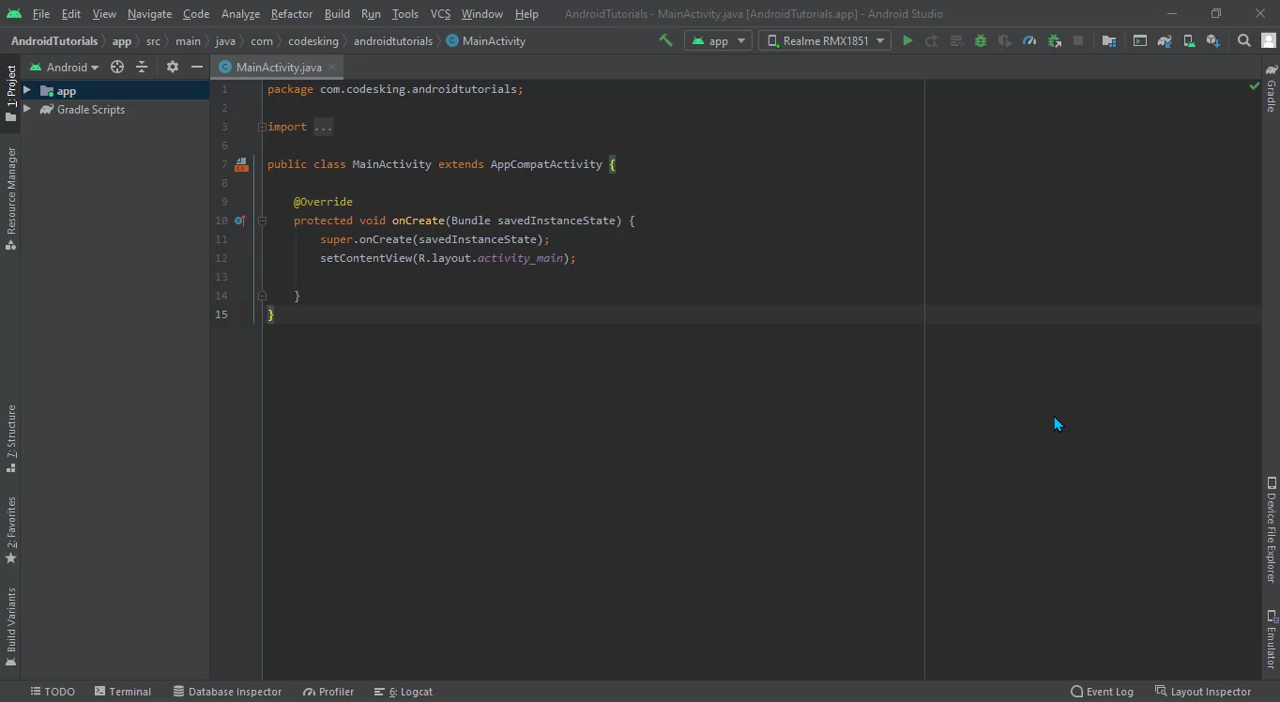 File Edit View Navigate Code Analyze Refactor Build Run Tools VCS Window Help AndroidTutorials - MainActivity.java [AndroidTutorials.app] - Android Studio
AndroidTutorials app src main java com codesking androidtutorials MainActivity app Realme RMX1851
Android MainActivity.java
1: Project
Resource Manager
7: Structure
2: Favorites
Build Variants
app
Gradle Scripts
1 package com.codesking.androidtutorials;
2
3 import ...
6
7 public class MainActivity extends AppCompatActivity {
8
9 @Override
10 protected void onCreate(Bundle savedInstanceState) {
11 super.onCreate(savedInstanceState);
12 setContentView(R.layout.activity_main);
13
14 }
15 }
Gradle
Device File Explorer
Emulator
TODO Terminal Database Inspector Profiler 6: Logcat Event Log Layout Inspector